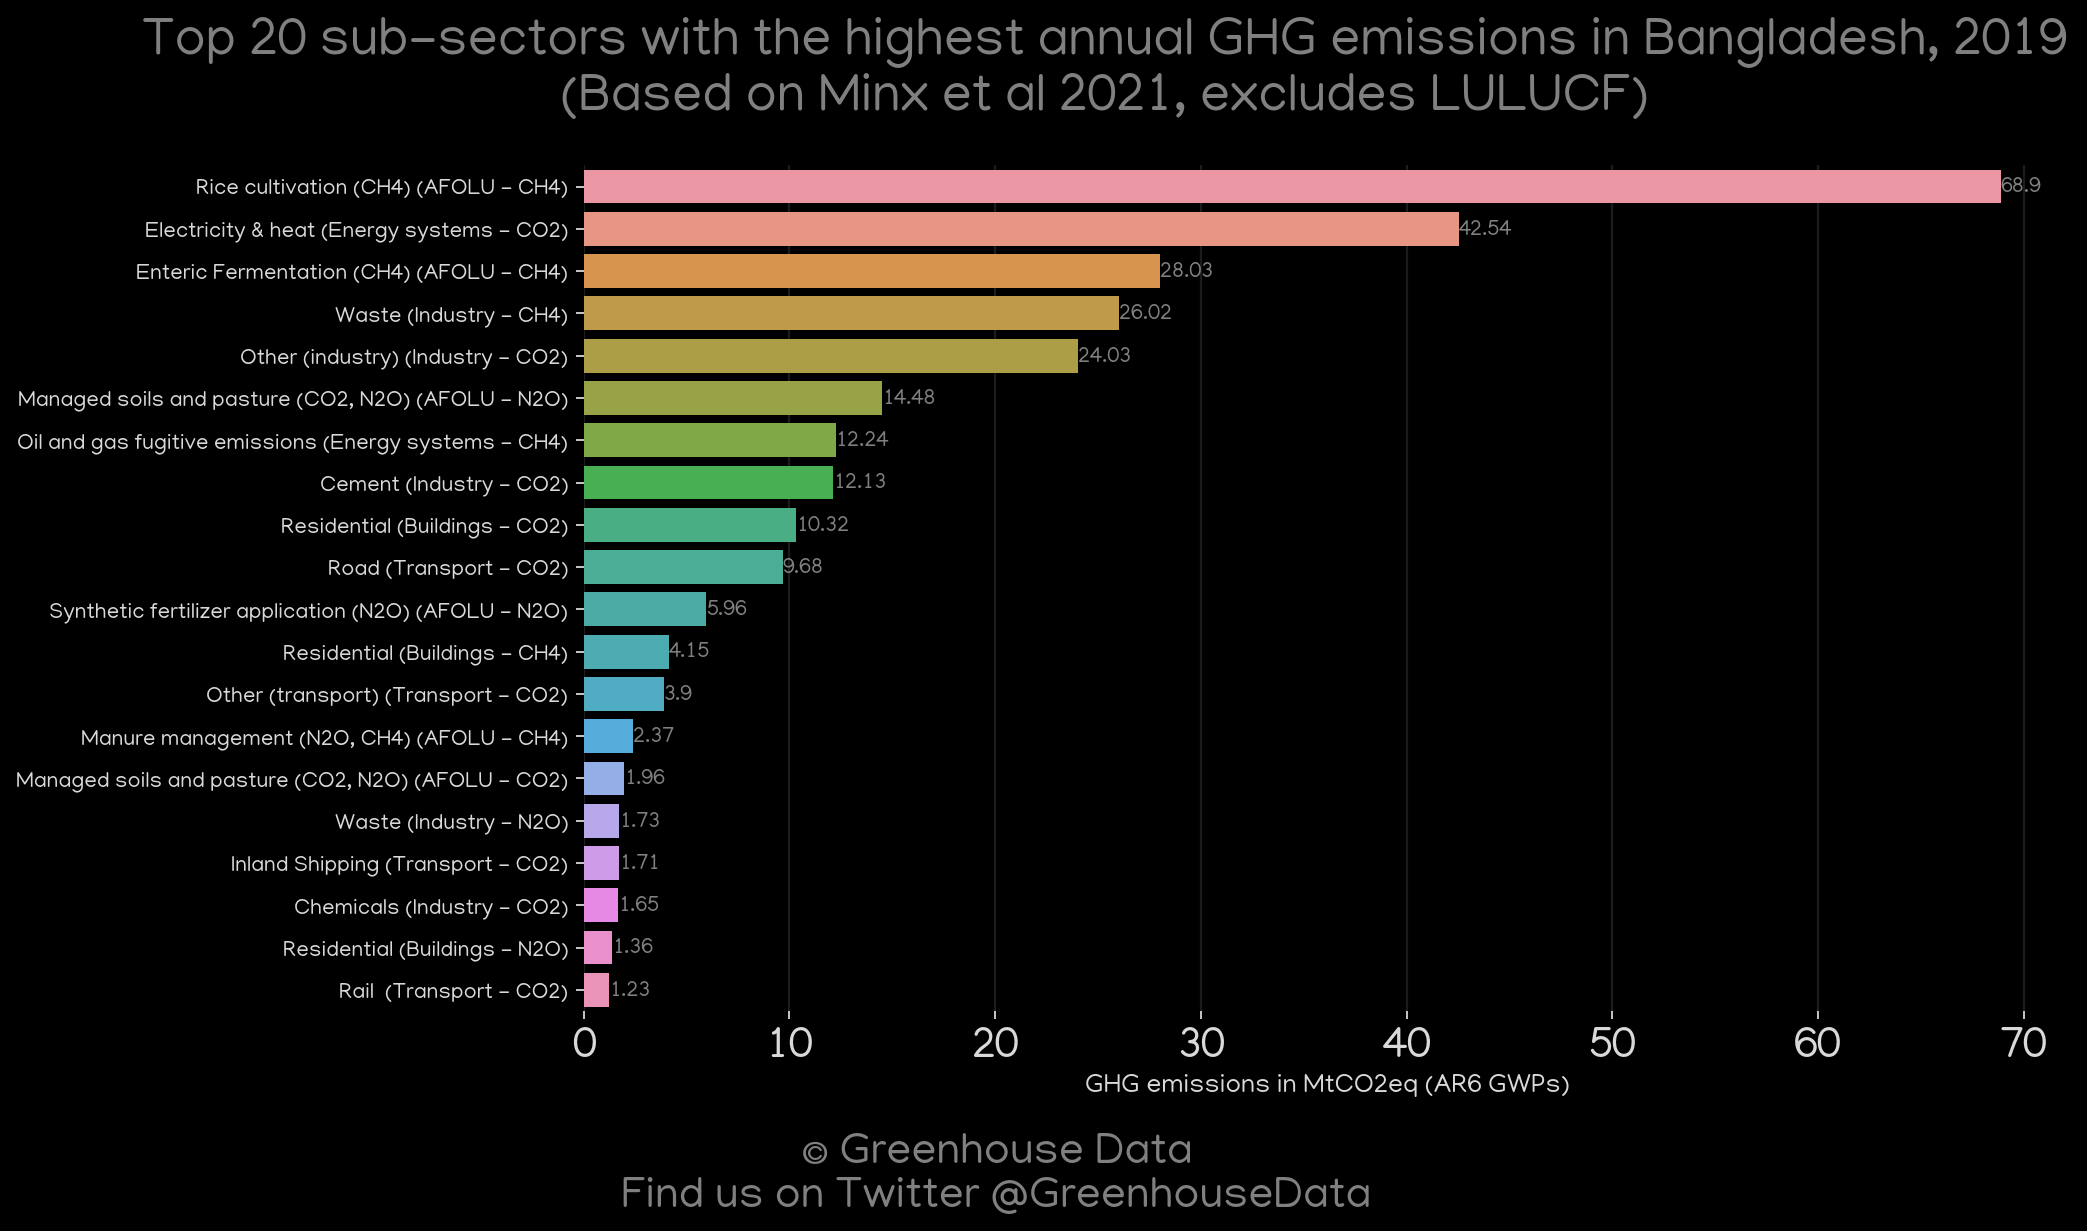 Top 20 sub-sectors with the highest annual GHG emissions in Bangladesh, 2019
(Based on Minx et al 2021, excludes LULUCF)
Rice cultivation (CH4) (AFOLU - CH4) 68.9
Electricity & heat (Energy systems - CO2) 42.54
Enteric Fermentation (CH4) (AFOLU - CH4) 28.03
Waste (Industry - CH4) 26.02
Other (industry) (Industry - CO2) 24.03
Managed soils and pasture (CO2, N2O) (AFOLU - N2O) 14.48
Oil and gas fugitive emissions (Energy systems - CH4) 12.24
Cement (Industry - CO2) 12.13
Residential (Buildings - CO2) 10.32
Road (Transport - CO2) 9.68
Synthetic fertilizer application (N2O) (AFOLU - N2O) 5.96
Residential (Buildings - CH4) 4.15
Other (transport) (Transport - CO2) 3.9
Manure management (N2O, CH4) (AFOLU - CH4) 2.37
Managed soils and pasture (CO2, N2O) (AFOLU - CO2) 1.96
Waste (Industry - N2O) 1.73
Inland Shipping (Transport - CO2) 1.71
Chemicals (Industry - CO2) 1.65
Residential (Buildings - N2O) 1.36
Rail  (Transport - CO2) 1.23
0 10 20 30 40 50 60 70
GHG emissions in MtCO2eq (AR6 GWPs)
© Greenhouse Data
Find us on Twitter @GreenhouseData